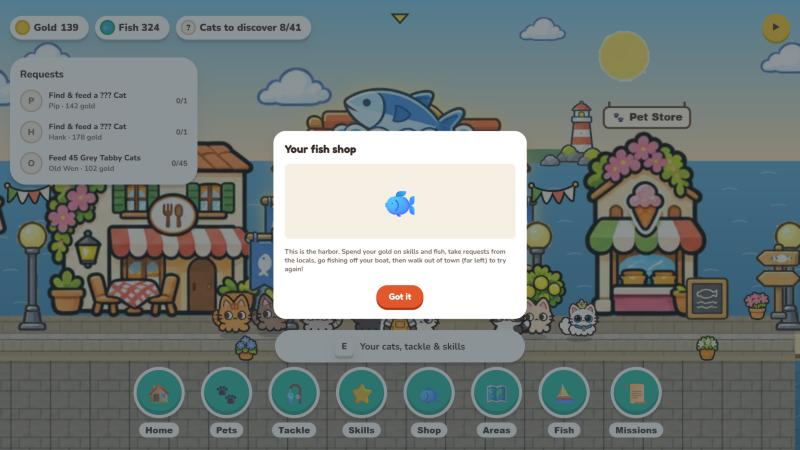 Gold 139
Fish 324
? Cats to discover 8/41
Requests
P Find & feed a ??? Cat 0/1
Pip · 142 gold
H Find & feed a ??? Cat 0/1
Hank · 178 gold
O Feed 45 Grey Tabby Cats 0/45
Old Wen · 102 gold
Pet Store
Your fish shop
This is the harbor. Spend your gold on skills and fish, take requests from
the locals, go fishing off your boat, then walk out of town (far left) to try
again!
Got it
E Your cats, tackle & skills
Home
Pets
Tackle
Skills
Shop
Areas
Fish
Missions